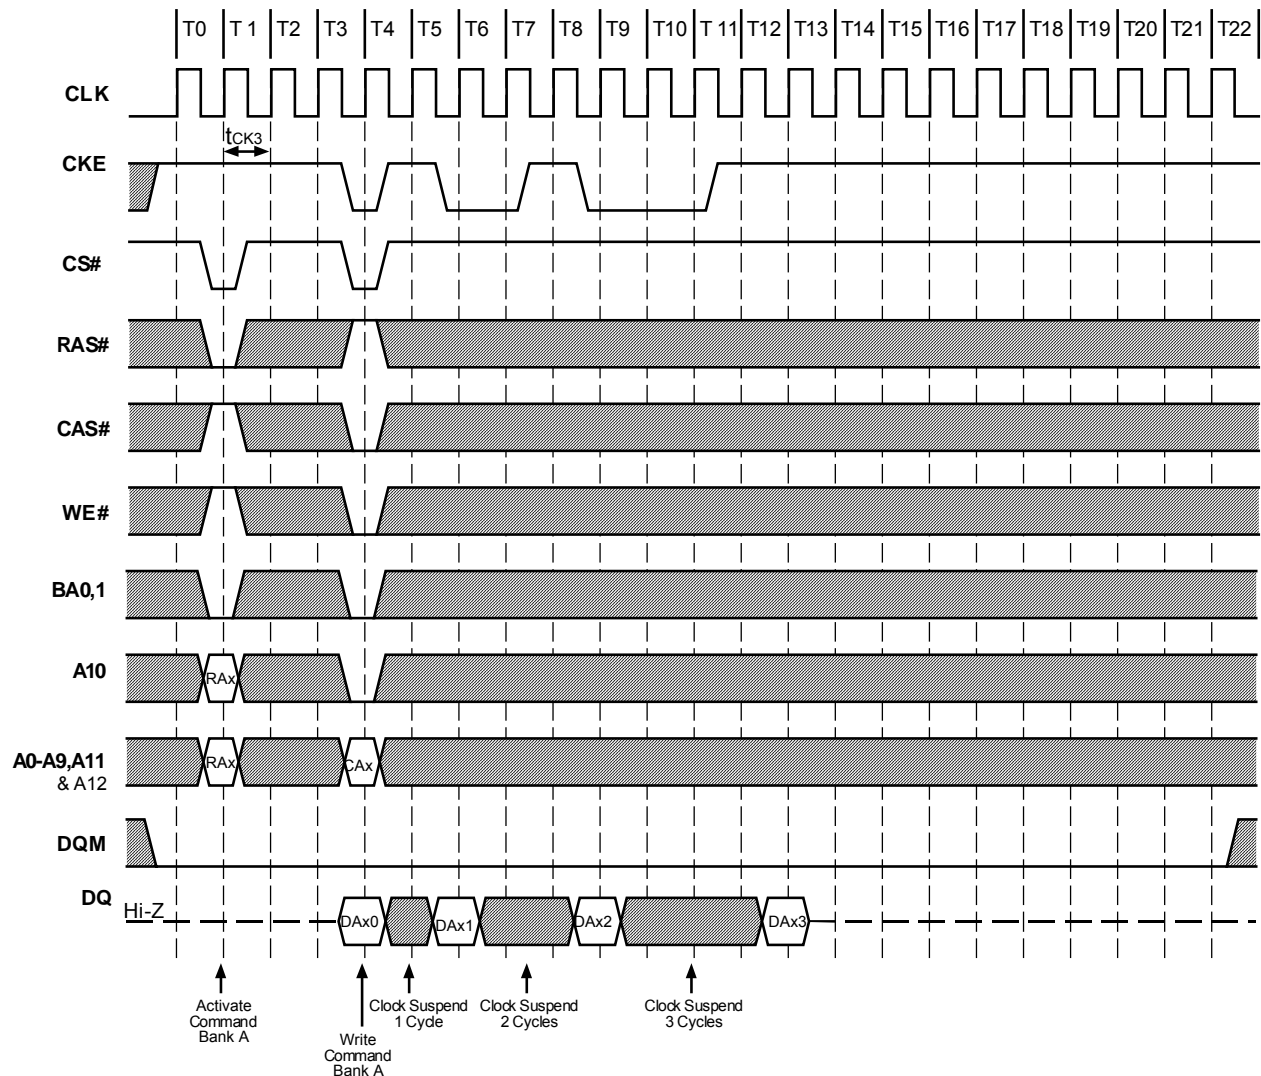 T0 T 1 T2 T3 T4 T5 T6 T7 T8 T9 T10 T 11 T12 T13 T14 T15 T16 T17 T18 T19 T20 T21 T22
CLK
tCK3
CKE
CS#
RAS#
CAS#
WE#
BA0,1
A10
RAx
A0-A9,A11
& A12
RAx
CAx
DQM
DQ
Hi-Z
DAx0
DAx1
DAx2
DAx3
Activate
Command
Bank A
Write
Command
Bank A
Clock Suspend
1 Cycle
Clock Suspend
2 Cycles
Clock Suspend
3 Cycles